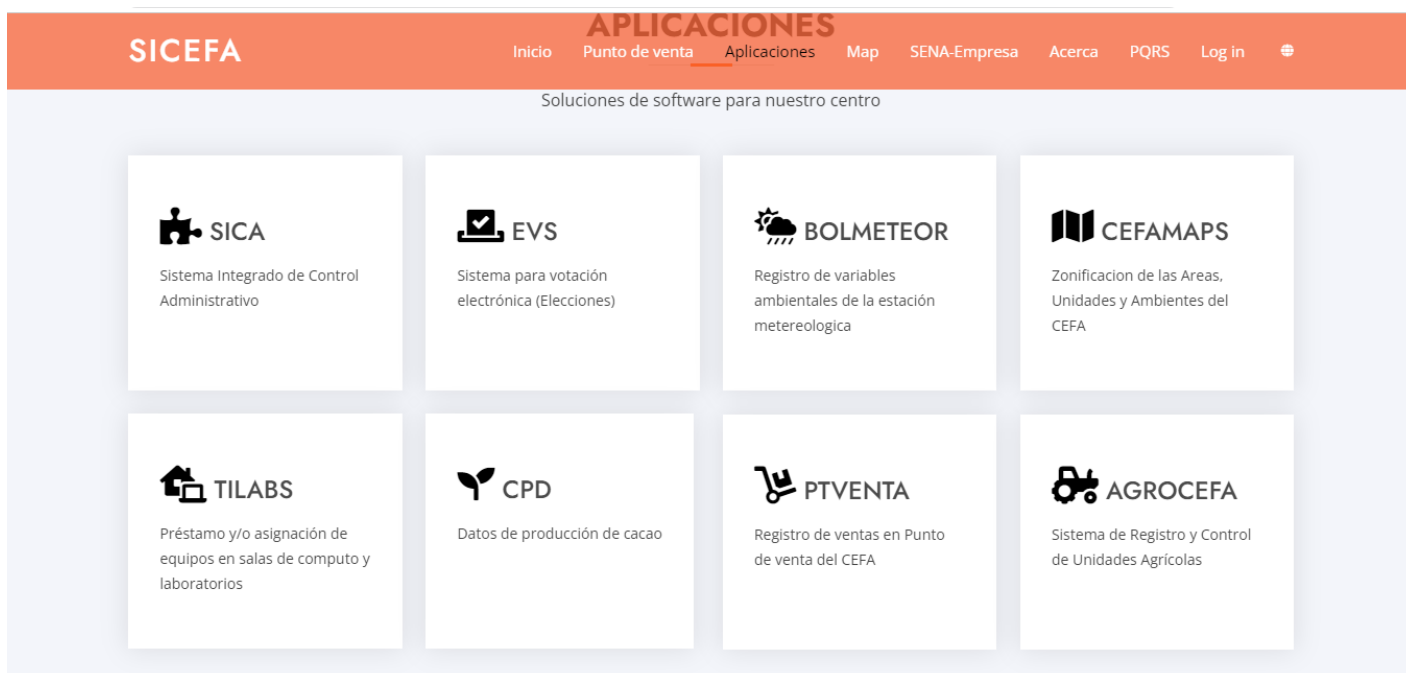 APLICACIONES
SICEFA
Inicio Punto de venta Aplicaciones Map SENA-Empresa Acerca PQRS Log in
Soluciones de software para nuestro centro
SICA
Sistema Integrado de Control
Administrativo
EVS
Sistema para votación
electrónica (Elecciones)
BOLMETEOR
Registro de variables
ambientales de la estación
metereologica
CEFAMAPS
Zonificacion de las Areas,
Unidades y Ambientes del
CEFA
TILABS
Préstamo y/o asignación de
equipos en salas de computo y
laboratorios
CPD
Datos de producción de cacao
PTVENTA
Registro de ventas en Punto
de venta del CEFA
AGROCEFA
Sistema de Registro y Control
de Unidades Agrícolas